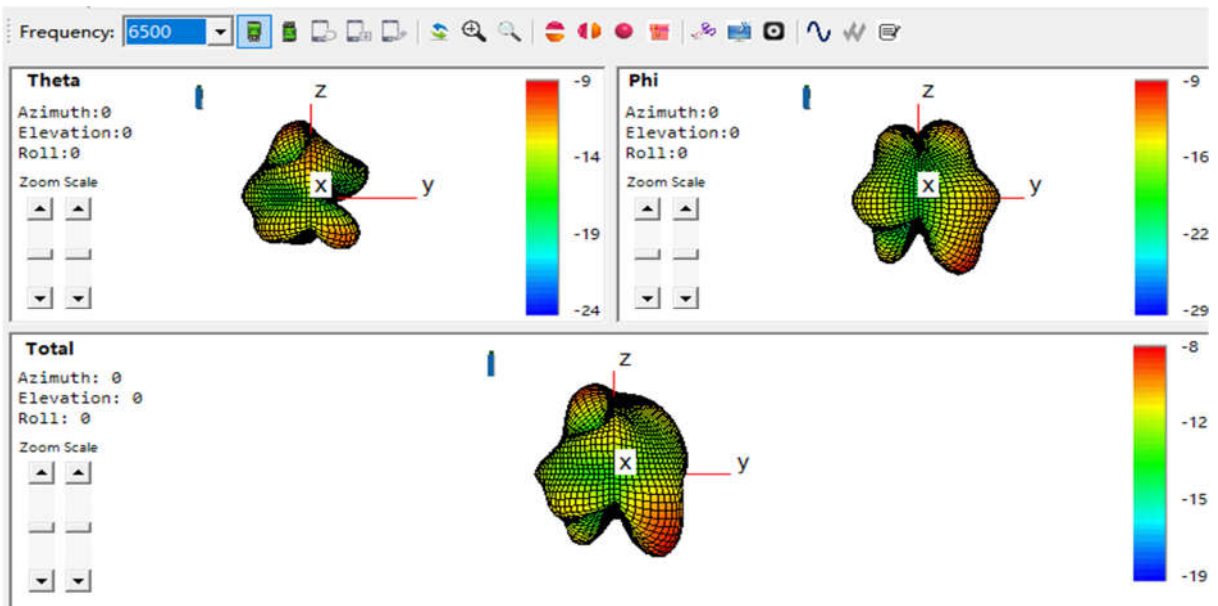 Frequency: 6500
Theta
Azimuth:0
Elevation:0
Roll:0
Zoom Scale
z
x
y
-9
-14
-19
-24
Phi
Azimuth:0
Elevation:0
Roll:0
Zoom Scale
z
x
y
-9
-16
-22
-29
Total
Azimuth: 0
Elevation: 0
Roll: 0
Zoom Scale
z
x
y
-8
-12
-15
-19